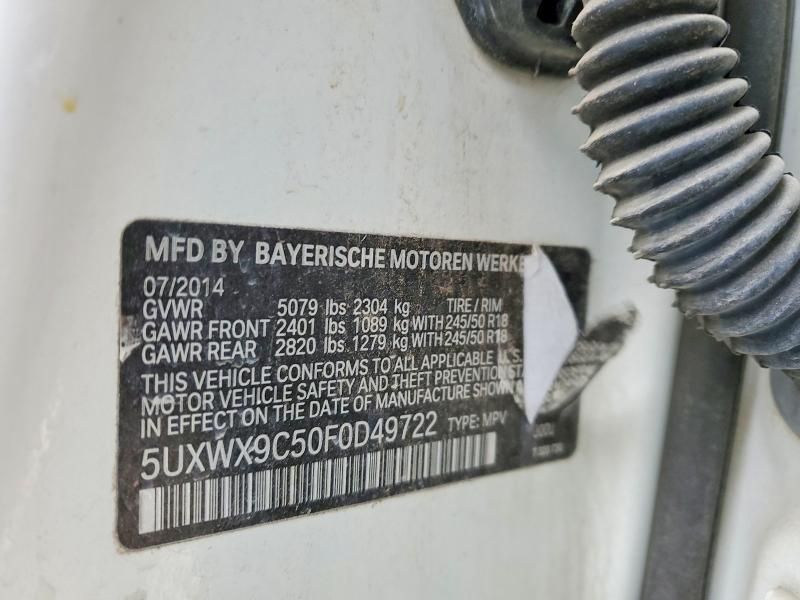 MFD BY BAYERISCHE MOTOREN WERKE
07/2014
GVWR 5079 lbs 2304 kg TIRE / RIM
GAWR FRONT 2401 lbs 1089 kg WITH 245/50 R18
GAWR REAR 2820 lbs 1279 kg WITH 245/50 R18
THIS VEHICLE CONFORMS TO ALL APPLICABLE U.S.
MOTOR VEHICLE SAFETY AND THEFT PREVENTION
IN EFFECT ON THE DATE OF MANUFACTURE SHOWN
5UXWX9C50F0D49722 TYPE: MPV